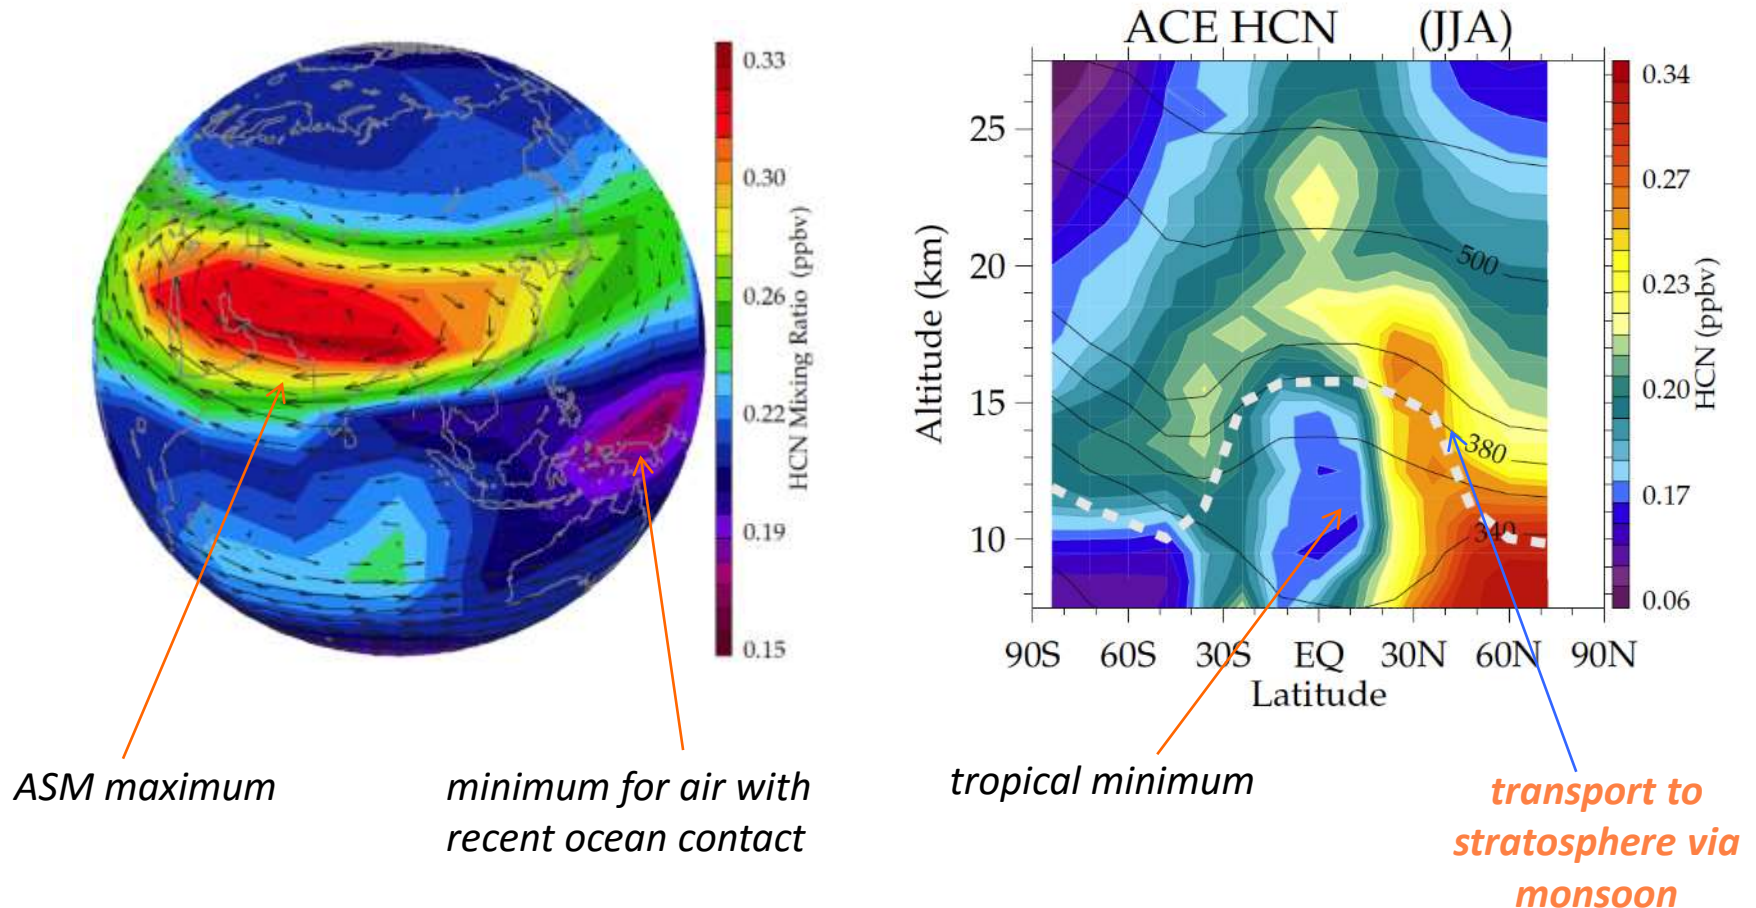 ACE HCN (JJA)
0.33
0.30
0.26
0.22
0.19
0.15
HCN Mixing Ratio (ppbv)
25
20
15
10
Altitude (km)
500
380
340
90S 60S 30S EQ 30N 60N 90N
Latitude
0.34
0.27
0.23
0.20
0.17
0.06
HCN (ppbv)
ASM maximum
minimum for air with
recent ocean contact
tropical minimum
transport to
stratosphere via
monsoon